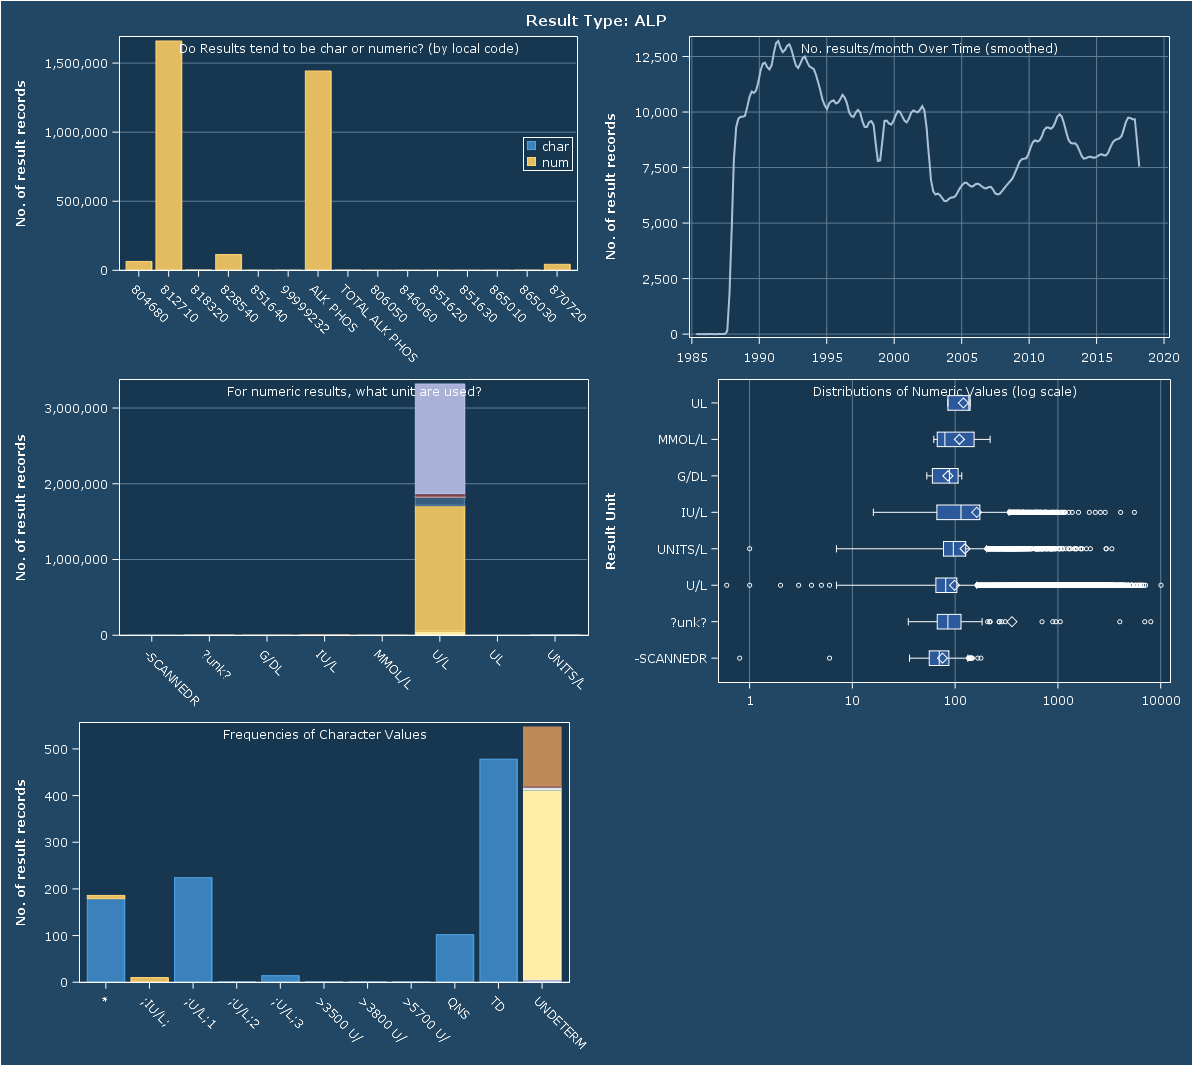 Result Type: ALP
Do Results tend to be char or numeric? (by local code)
No. of result records
1,500,000
1,000,000
500,000
0
char
num
804680
812710
818320
828540
851640
99999232
ALK PHOS
TOTAL ALK PHOS
806050
846060
851620
851630
865010
865030
870720
No. results/month Over Time (smoothed)
No. of result records
12,500
10,000
7,500
5,000
2,500
0
1985
1990
1995
2000
2005
2010
2015
2020
For numeric results, what unit are used?
No. of result records
3,000,000
2,000,000
1,000,000
0
-SCANNEDR
?unk?
G/DL
IU/L
MMOL/L
U/L
UL
UNITS/L
Distributions of Numeric Values (log scale)
Result Unit
UL
MMOL/L
G/DL
IU/L
UNITS/L
U/L
?unk?
-SCANNEDR
1
10
100
1000
10000
Frequencies of Character Values
No. of result records
500
400
300
200
100
0
*
;IU/L;
;U/L;1
;U/L;2
;U/L;3
>3500 U/
>3800 U/
>5700 U/
QNS
TD
UNDETERM